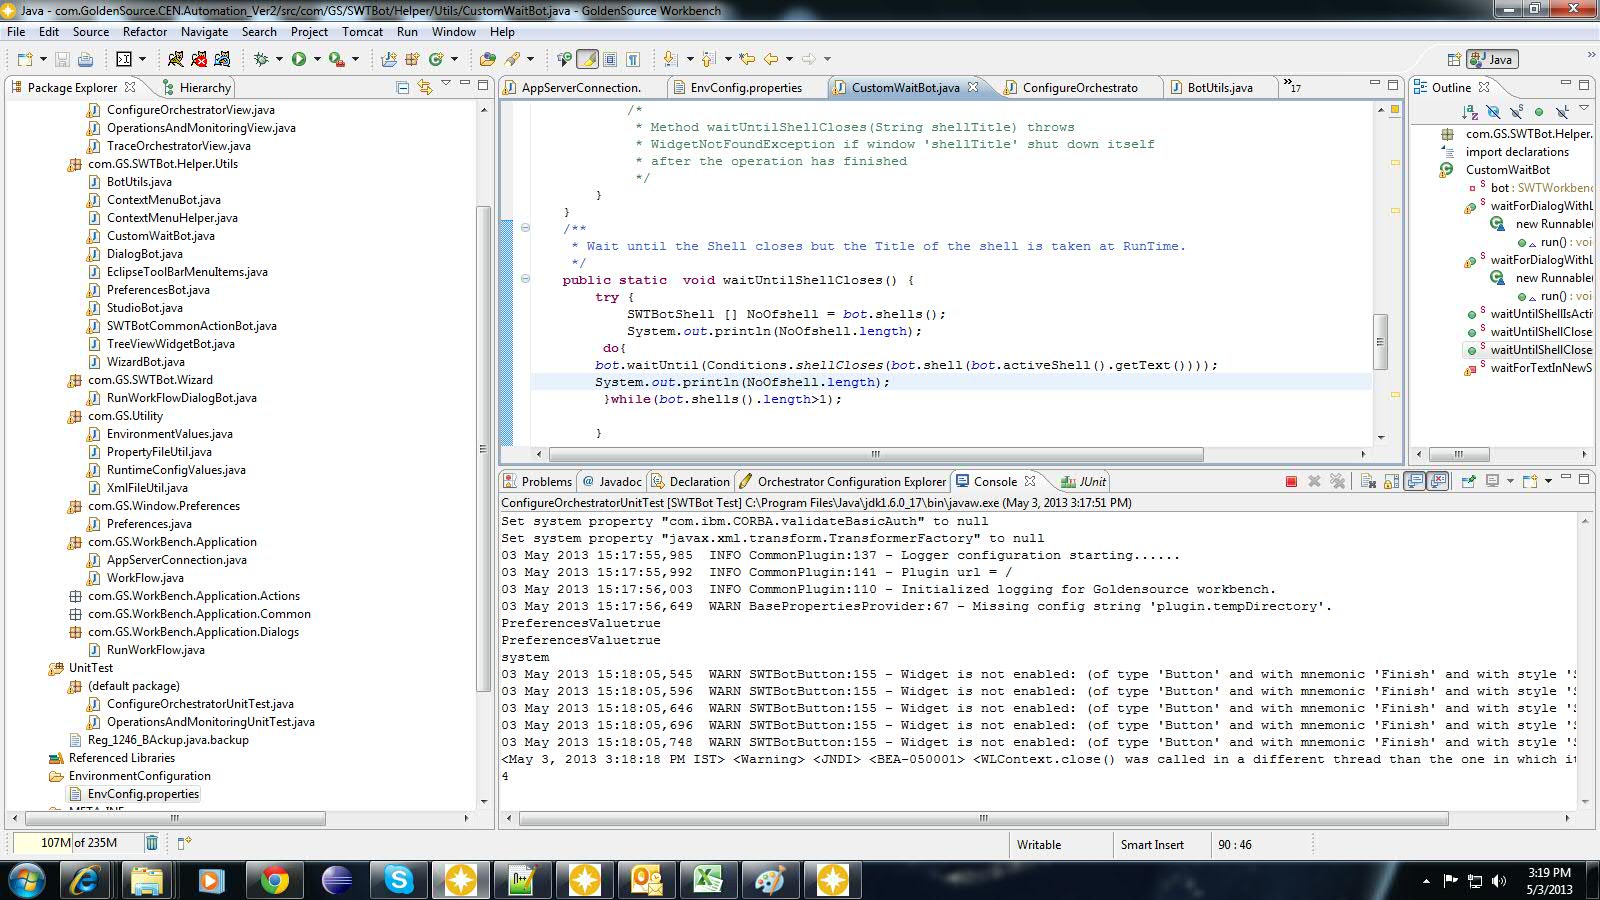 Java - com.GoldenSource.CEN.Automation_Ver2/src/com/GS/SWTBot/Helper/Utils/CustomWaitBot.java - GoldenSource Workbench
File Edit Source Refactor Navigate Search Project Tomcat Run Window Help
Java
Package Explorer Hierarchy
ConfigureOrchestratorView.java
OperationsAndMonitoringView.java
TraceOrchestratorView.java
com.GS.SWTBot.Helper.Utils
BotUtils.java
ContextMenuBot.java
ContextMenuHelper.java
CustomWaitBot.java
DialogBot.java
EclipseToolBarMenuItems.java
PreferencesBot.java
StudioBot.java
SWTBotCommonActionBot.java
TreeViewWidgetBot.java
WizardBot.java
com.GS.SWTBot.Wizard
RunWorkFlowDialogBot.java
com.GS.Utility
EnvironmentValues.java
PropertyFileUtil.java
RuntimeConfigValues.java
XmlFileUtil.java
com.GS.Window.Preferences
Preferences.java
com.GS.WorkBench.Application
AppServerConnection.java
WorkFlow.java
com.GS.WorkBench.Application.Actions
com.GS.WorkBench.Application.Common
com.GS.WorkBench.Application.Dialogs
RunWorkFlow.java
UnitTest
(default package)
ConfigureOrchestratorUnitTest.java
OperationsAndMonitoringUnitTest.java
Reg_1246_BAckup.java.backup
Referenced Libraries
EnvironmentConfiguration
EnvConfig.properties
META-INF
AppServerConnection. EnvConfig.properties CustomWaitBot.java ConfigureOrchestrato BotUtils.java »17
/*
* Method waitUntilShellCloses(String shellTitle) throws
* WidgetNotFoundException if window 'shellTitle' shut down itself
* after the operation has finished
*/
}
}
/**
* Wait until the Shell closes but the Title of the shell is taken at RunTime.
*/
public static  void waitUntilShellCloses() {
try {
SWTBotShell [] NoOfshell = bot.shells();
System.out.println(NoOfshell.length);
do{
bot.waitUntil(Conditions.shellCloses(bot.shell(bot.activeShell().getText())));
System.out.println(NoOfshell.length);
}while(bot.shells().length>1);
}
Outline
com.GS.SWTBot.Helper.
import declarations
CustomWaitBot
S bot : SWTWorkbenc
S waitForDialogWithL
new Runnable(
run() : voi
S waitForDialogWithL
new Runnable(
run() : voi
S waitUntilShellIsActi
S waitUntilShellClose
S waitUntilShellClose
S waitForTextInNewS
Problems @ Javadoc Declaration Orchestrator Configuration Explorer Console JUnit
ConfigureOrchestratorUnitTest [SWTBot Test] C:\Program Files\Java\jdk1.6.0_17\bin\javaw.exe (May 3, 2013 3:17:51 PM)
Set system property "com.ibm.CORBA.validateBasicAuth" to null
Set system property "javax.xml.transform.TransformerFactory" to null
03 May 2013 15:17:55,985  INFO CommonPlugin:137 - Logger configuration starting......
03 May 2013 15:17:55,992  INFO CommonPlugin:141 - Plugin url = /
03 May 2013 15:17:56,003  INFO CommonPlugin:110 - Initialized logging for Goldensource workbench.
03 May 2013 15:17:56,649  WARN BasePropertiesProvider:67 - Missing config string 'plugin.tempDirectory'.
PreferencesValuetrue
PreferencesValuetrue
system
03 May 2013 15:18:05,545  WARN SWTBotButton:155 - Widget is not enabled: (of type 'Button' and with mnemonic 'Finish' and with style 'S
03 May 2013 15:18:05,596  WARN SWTBotButton:155 - Widget is not enabled: (of type 'Button' and with mnemonic 'Finish' and with style 'S
03 May 2013 15:18:05,646  WARN SWTBotButton:155 - Widget is not enabled: (of type 'Button' and with mnemonic 'Finish' and with style 'S
03 May 2013 15:18:05,696  WARN SWTBotButton:155 - Widget is not enabled: (of type 'Button' and with mnemonic 'Finish' and with style 'S
03 May 2013 15:18:05,748  WARN SWTBotButton:155 - Widget is not enabled: (of type 'Button' and with mnemonic 'Finish' and with style 'S
<May 3, 2013 3:18:18 PM IST> <Warning> <JNDI> <BEA-050001> <WLContext.close() was called in a different thread than the one in which it
4
107M of 235M
Writable Smart Insert 90 : 46
3:19 PM
5/3/2013